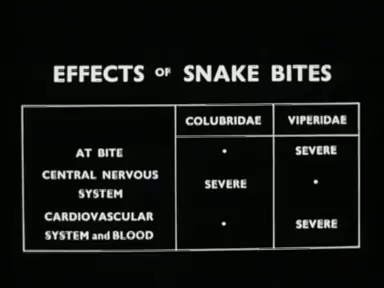 EFFECTS OF SNAKE BITES
COLUBRIDAE VIPERIDAE
AT BITE • SEVERE
CENTRAL NERVOUS
SYSTEM SEVERE •
CARDIOVASCULAR
SYSTEM and BLOOD • SEVERE